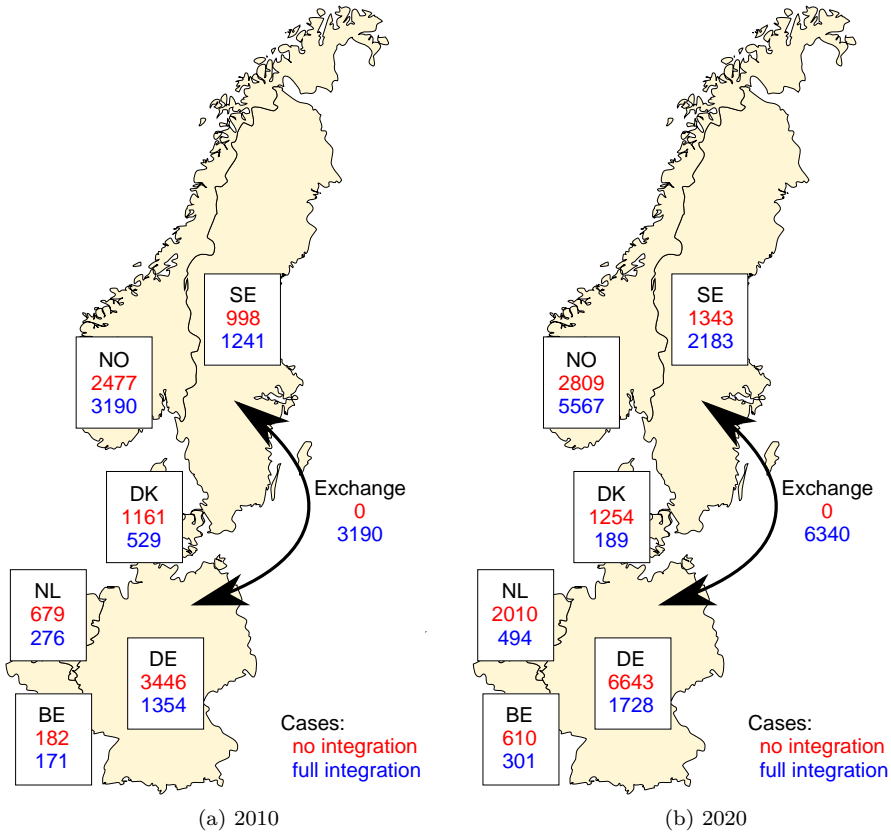 SE
998
1241
NO
2477
3190
DK
1161
529
Exchange
0
3190
NL
679
276
DE
3446
1354
BE
182
171
Cases:
no integration
full integration
(a) 2010
SE
1343
2183
NO
2809
5567
DK
1254
189
Exchange
0
6340
NL
2010
494
DE
6643
1728
BE
610
301
Cases:
no integration
full integration
(b) 2020